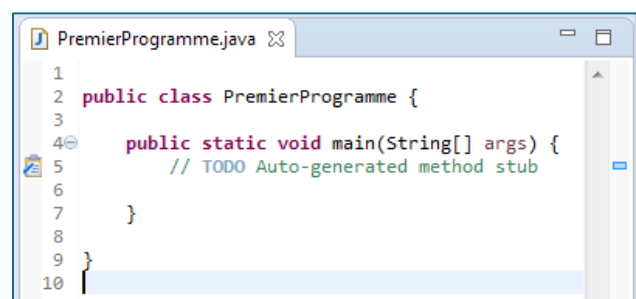 PremierProgramme.java
1
2 public class PremierProgramme {
3
4 public static void main(String[] args) {
5 // TODO Auto-generated method stub
6
7 }
8
9 }
10